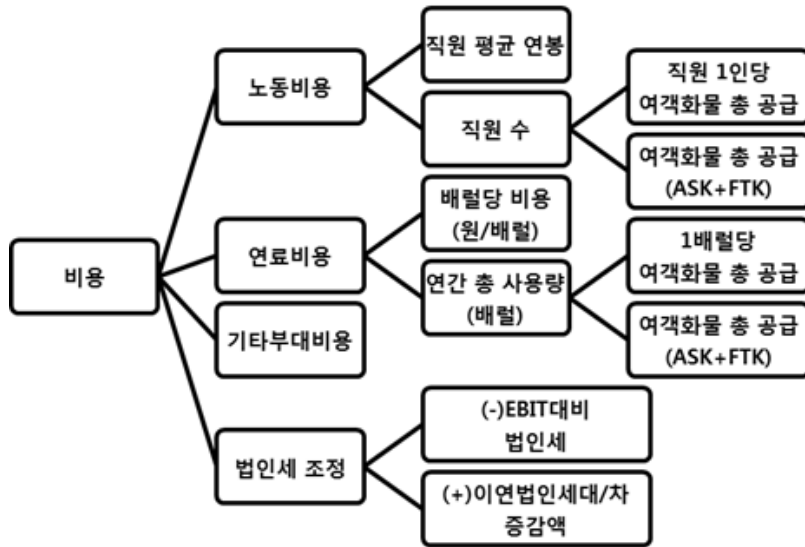 비용
노동비용
직원 평균 연봉
직원 수
직원 1인당
여객화물 총 공급
여객화물 총 공급
(ASK+FTK)
연료비용
배럴당 비용
(원/배럴)
연간 총 사용량
(배럴)
1배럴당
여객화물 총 공급
여객화물 총 공급
(ASK+FTK)
기타부대비용
법인세 조정
(-)EBIT대비
법인세
(+)이연법인세대/차
증감액